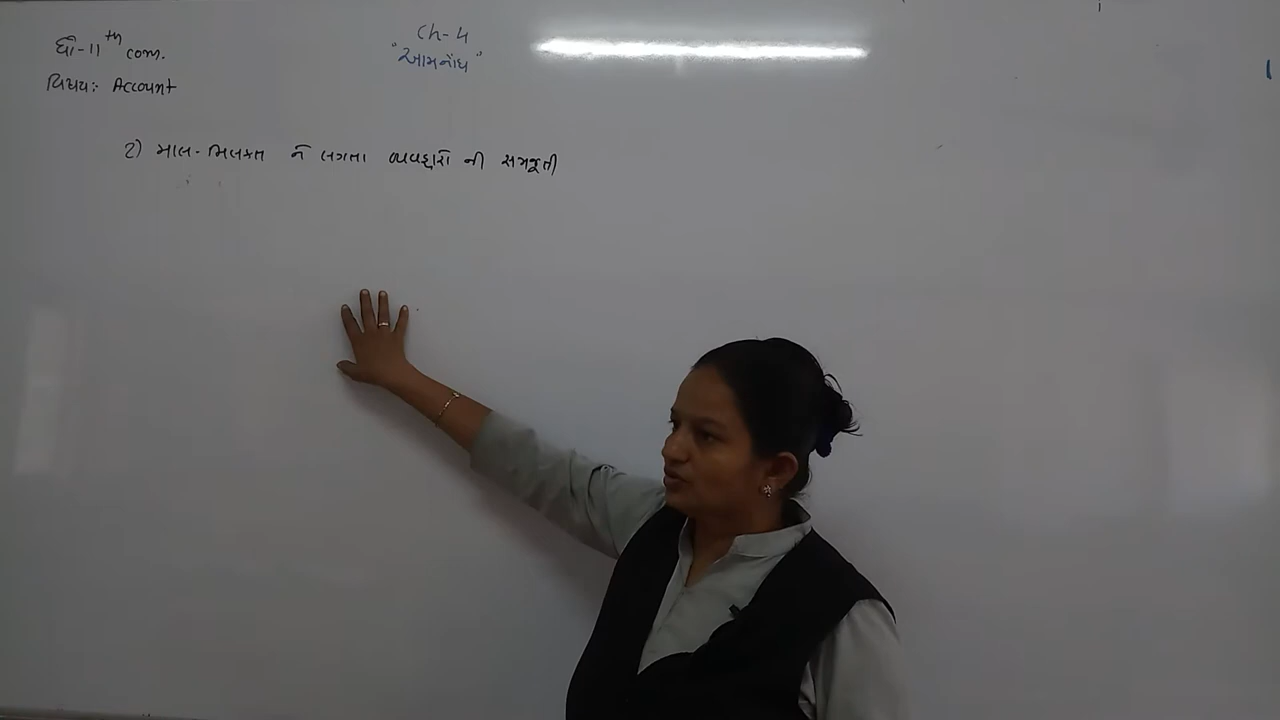 ધો-11th com.
વિષય:- Account
Ch-4
"આમનોંધ"
2) માલ-મિલકત ને લગતા વ્યવહારો ની સમજૂતી